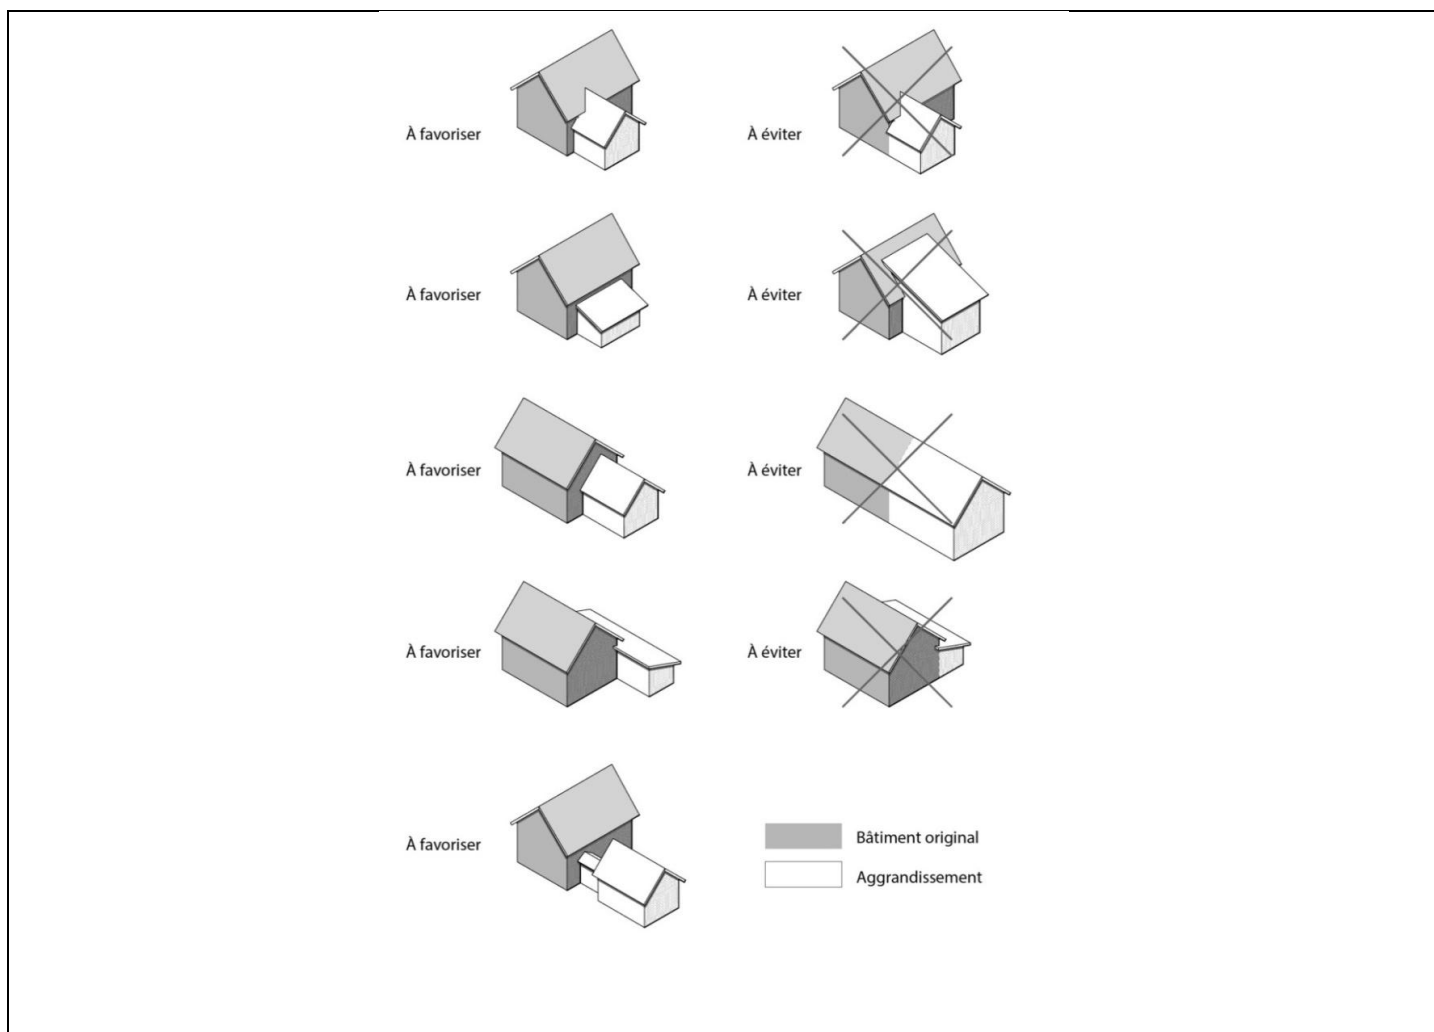 À favoriser
À éviter
À favoriser
À éviter
À favoriser
À éviter
À favoriser
À éviter
À favoriser
Bâtiment original
Aggrandissement